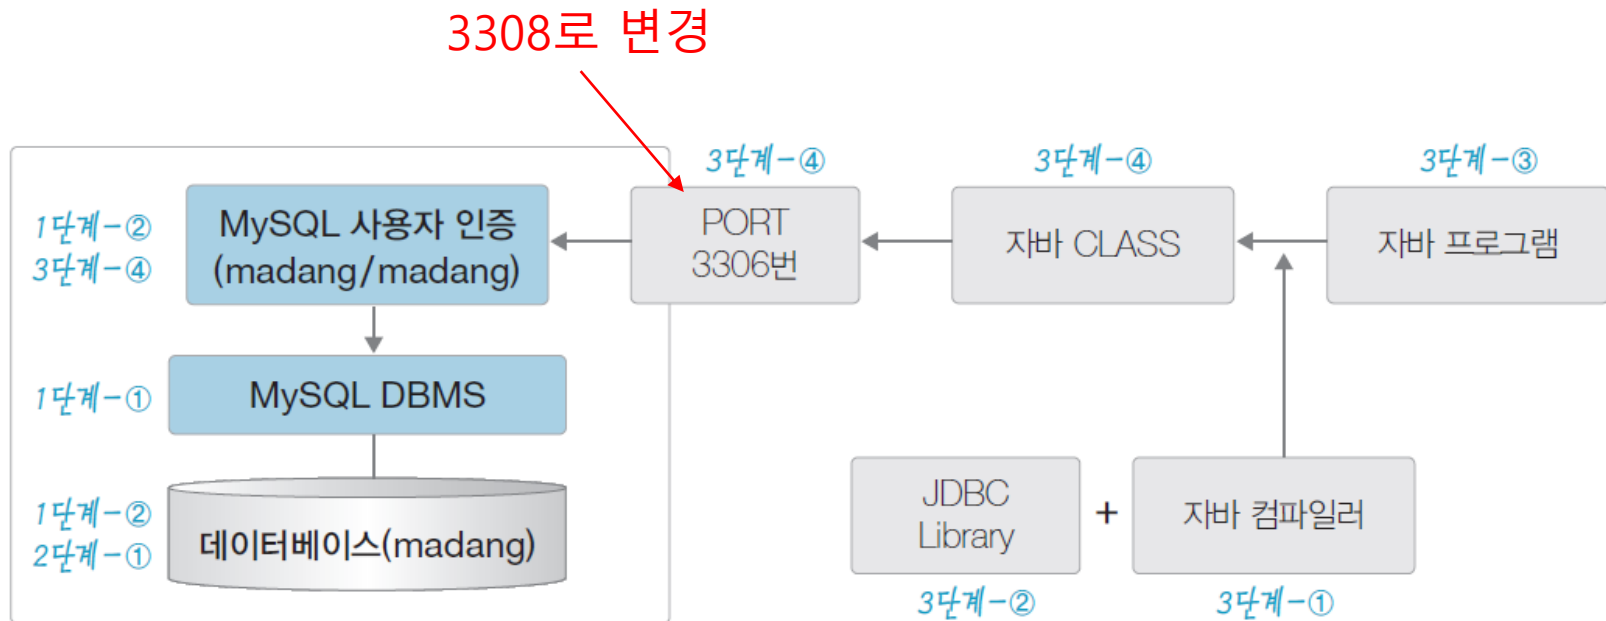 3308로 변경
3단계-④
3단계-④
3단계-③
1단계-②
3단계-④
MySQL 사용자 인증
(madang/madang)
PORT
3306번
자바 CLASS
자바 프로그램
1단계-①
MySQL DBMS
1단계-②
2단계-①
데이터베이스(madang)
JDBC
Library
+
자바 컴파일러
3단계-②
3단계-①